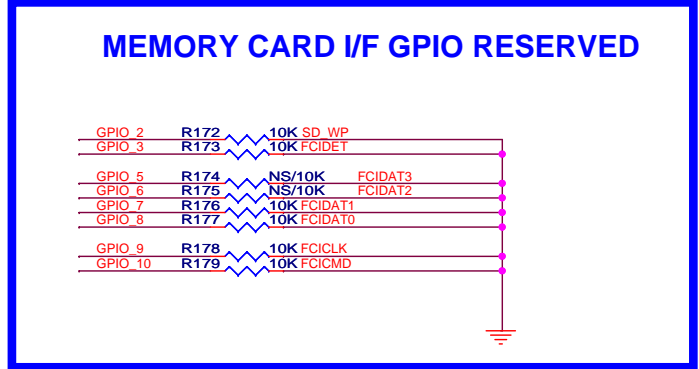 MEMORY CARD I/F GPIO RESERVED
GPIO_2 R172 10K SD_WP
GPIO_3 R173 10K FCIDET
GPIO_5 R174 NS/10K FCIDAT3
GPIO_6 R175 NS/10K FCIDAT2
GPIO_7 R176 10K FCIDAT1
GPIO_8 R177 10K FCIDAT0
GPIO_9 R178 10K FCICLK
GPIO_10 R179 10K FCICMD